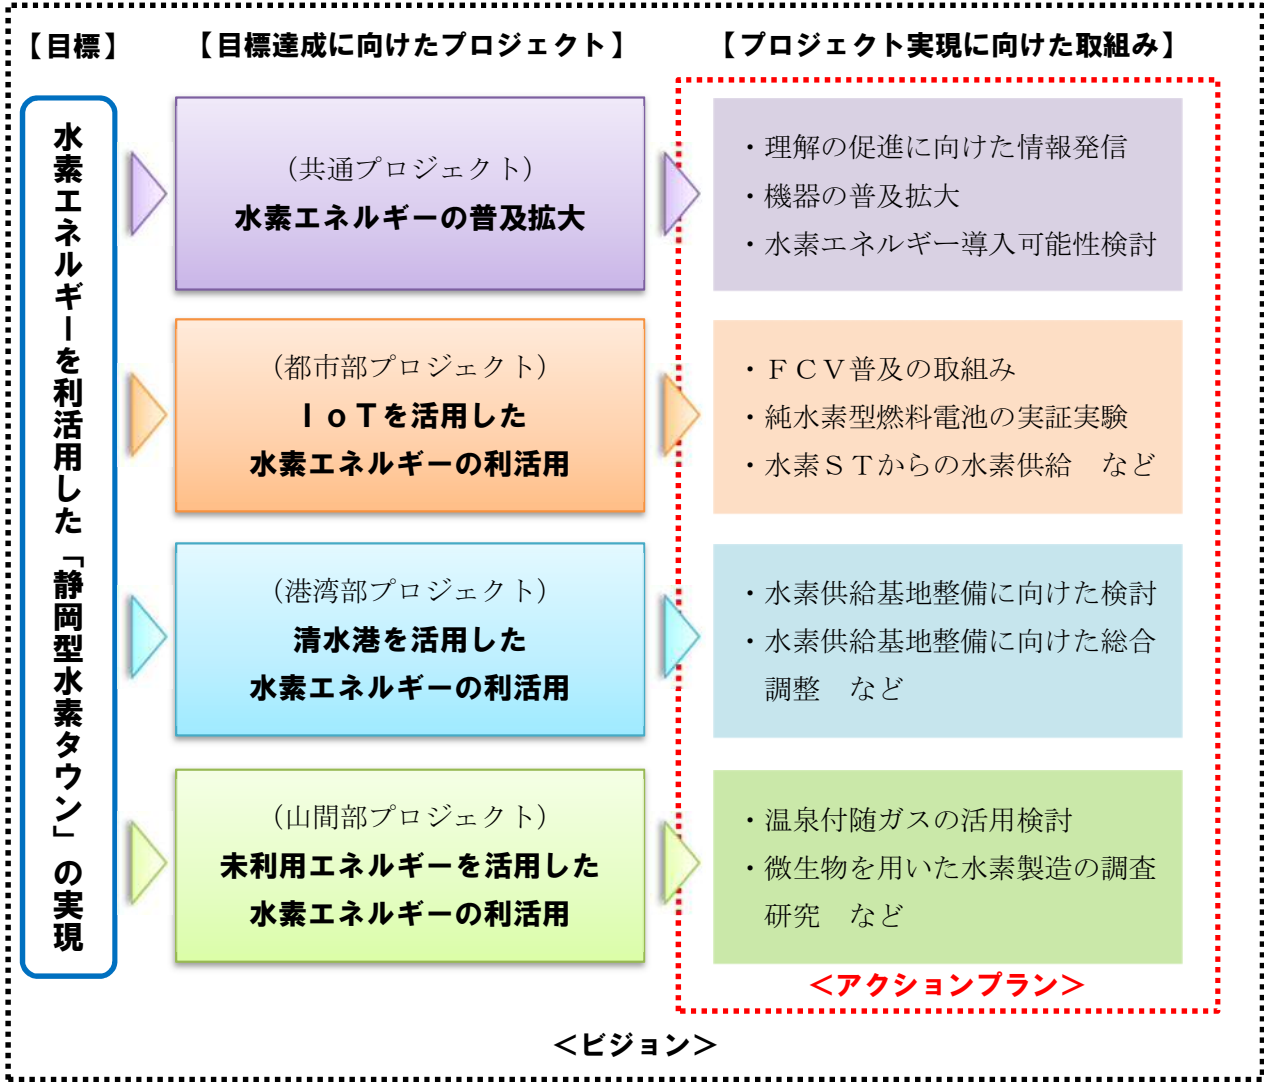 【目標】
【目標達成に向けたプロジェクト】
【プロジェクト実現に向けた取組み】
水素エネルギーを利活用した「静岡型水素タウン」の実現
（共通プロジェクト）
水素エネルギーの普及拡大
・理解の促進に向けた情報発信
・機器の普及拡大
・水素エネルギー導入可能性検討
（都市部プロジェクト）
ＩｏＴを活用した
水素エネルギーの利活用
・ＦＣＶ普及の取組み
・純水素型燃料電池の実証実験
・水素ＳＴからの水素供給　など
（港湾部プロジェクト）
清水港を活用した
水素エネルギーの利活用
・水素供給基地整備に向けた検討
・水素供給基地整備に向けた総合
調整　など
（山間部プロジェクト）
未利用エネルギーを活用した
水素エネルギーの利活用
・温泉付随ガスの活用検討
・微生物を用いた水素製造の調査
研究　など
＜アクションプラン＞
＜ビジョン＞